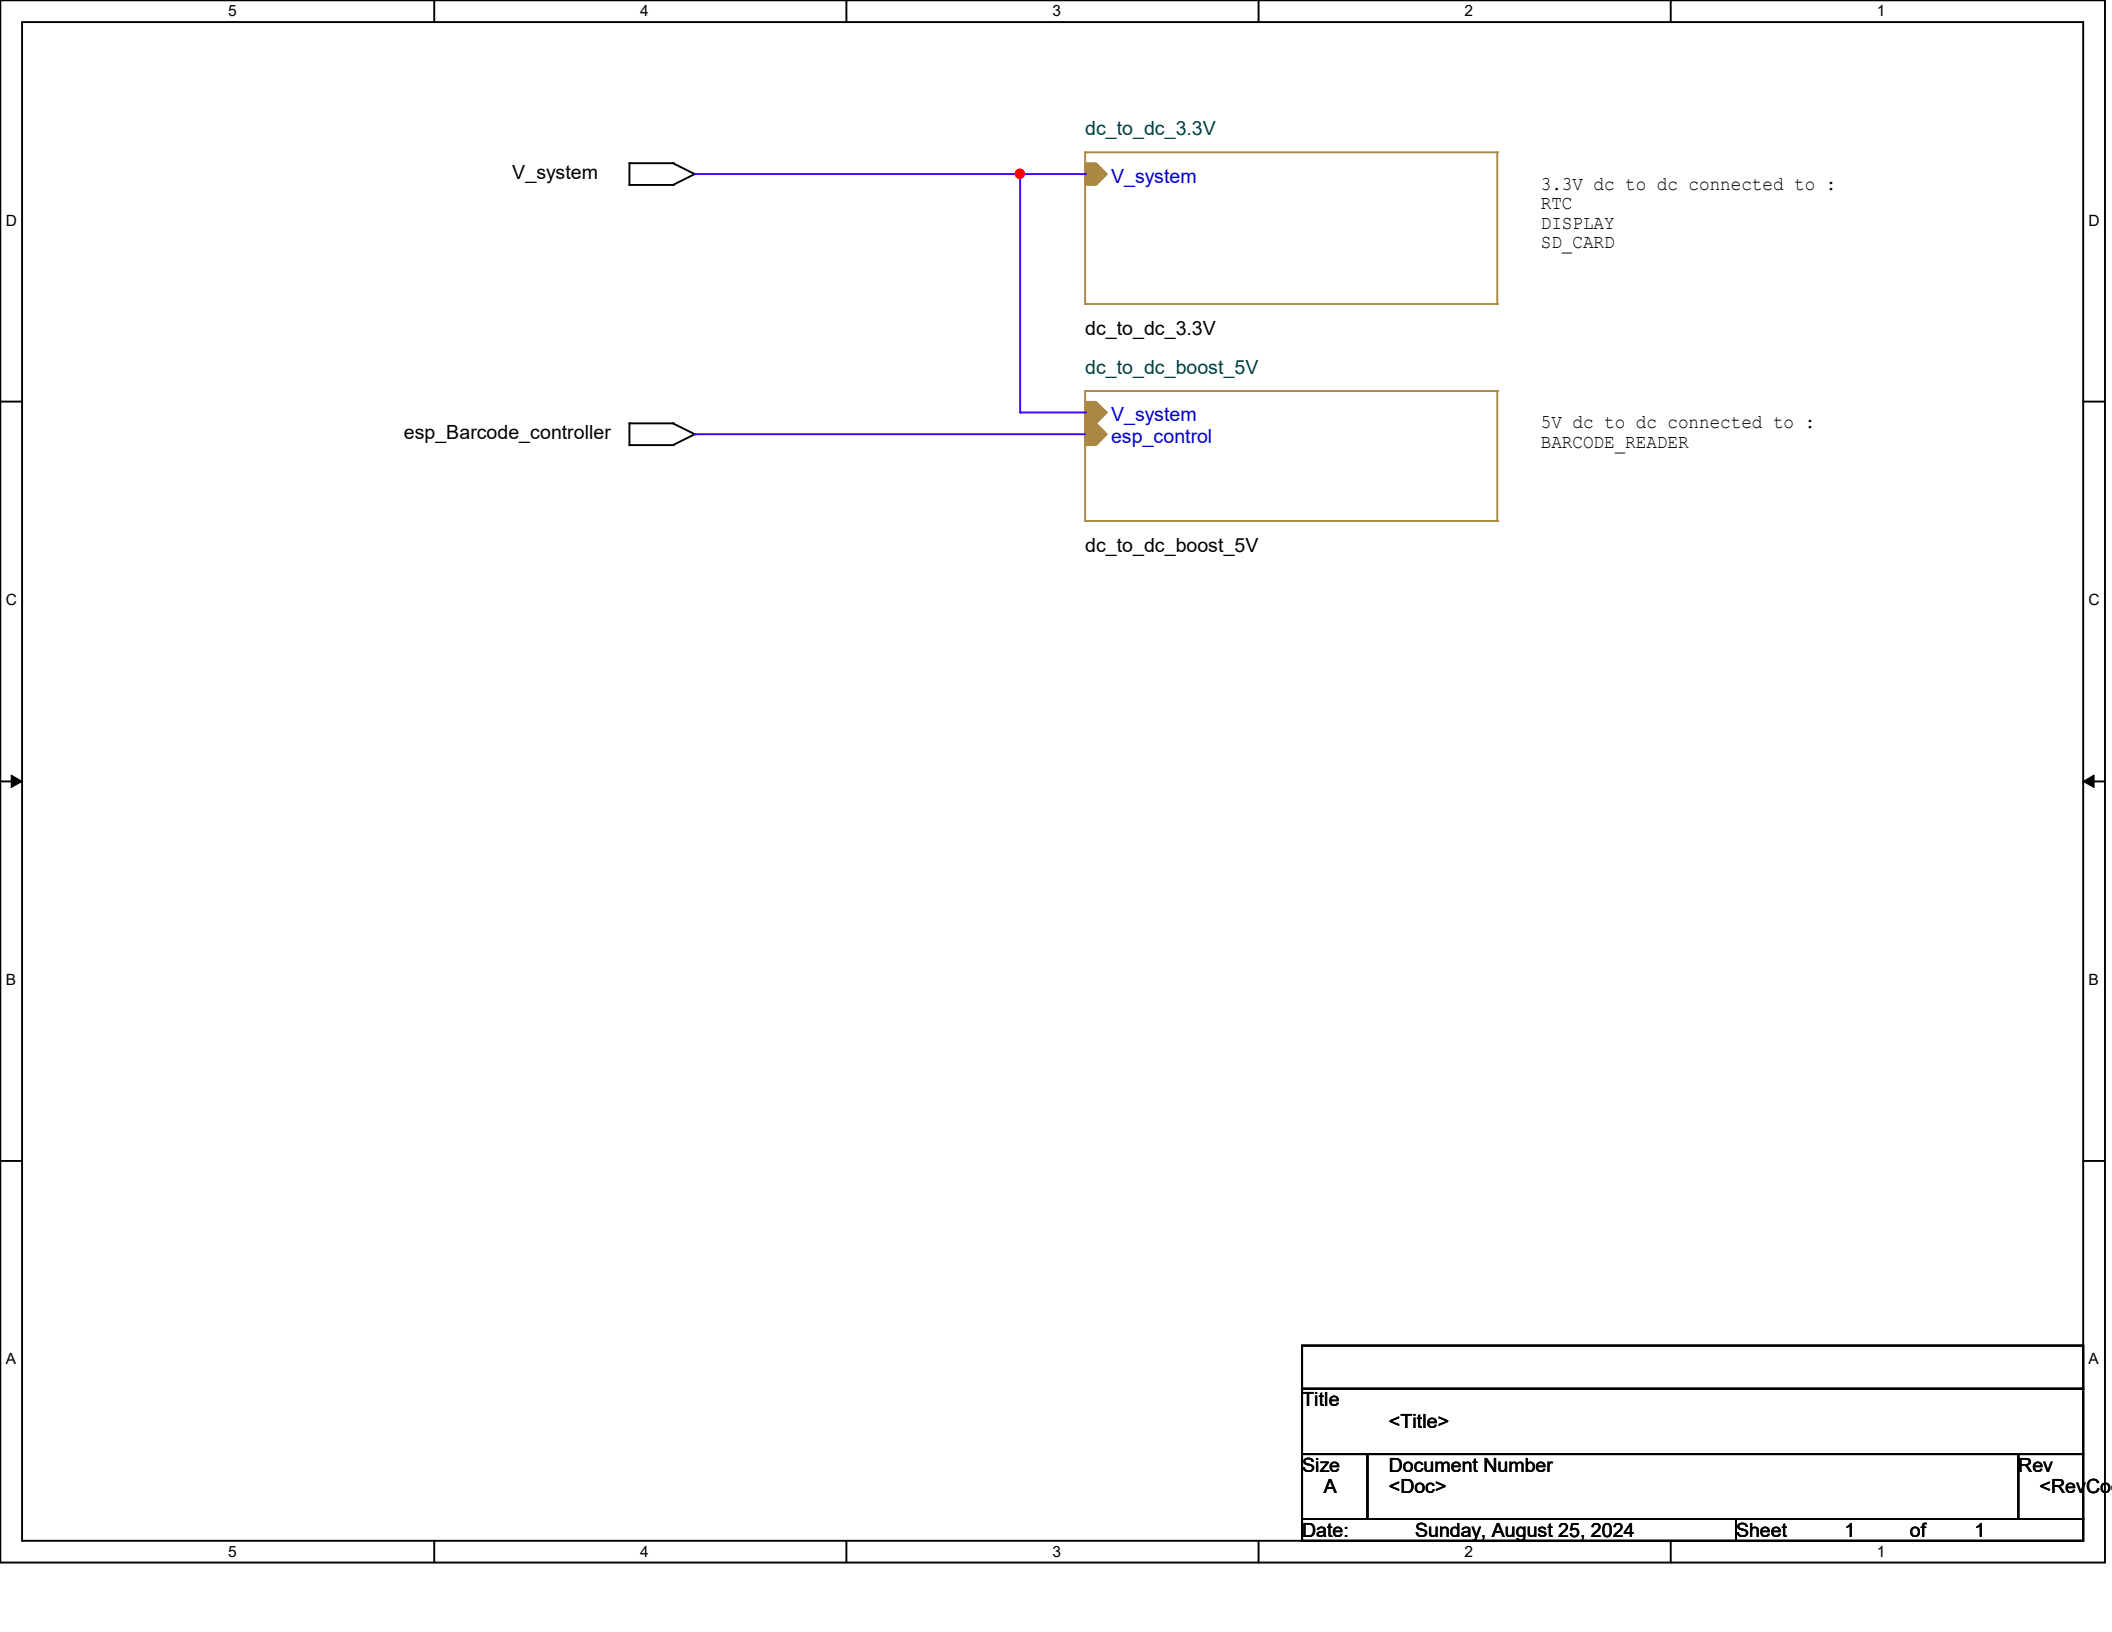 5 4 3 2 1
dc_to_dc_3.3V
V_system
V_system
3.3V dc to dc connected to :
RTC
DISPLAY
SD_CARD
D D
dc_to_dc_3.3V
dc_to_dc_boost_5V
V_system
5V dc to dc connected to :
esp_Barcode_controller
esp_control
BARCODE_READER
dc_to_dc_boost_5V
C C
B B
A A
Title
<Title>
Size Document Number Rev
A <Doc> <RevCo
Date: Sunday, August 25, 2024 Sheet 1 of 1
5 4 3 2 1